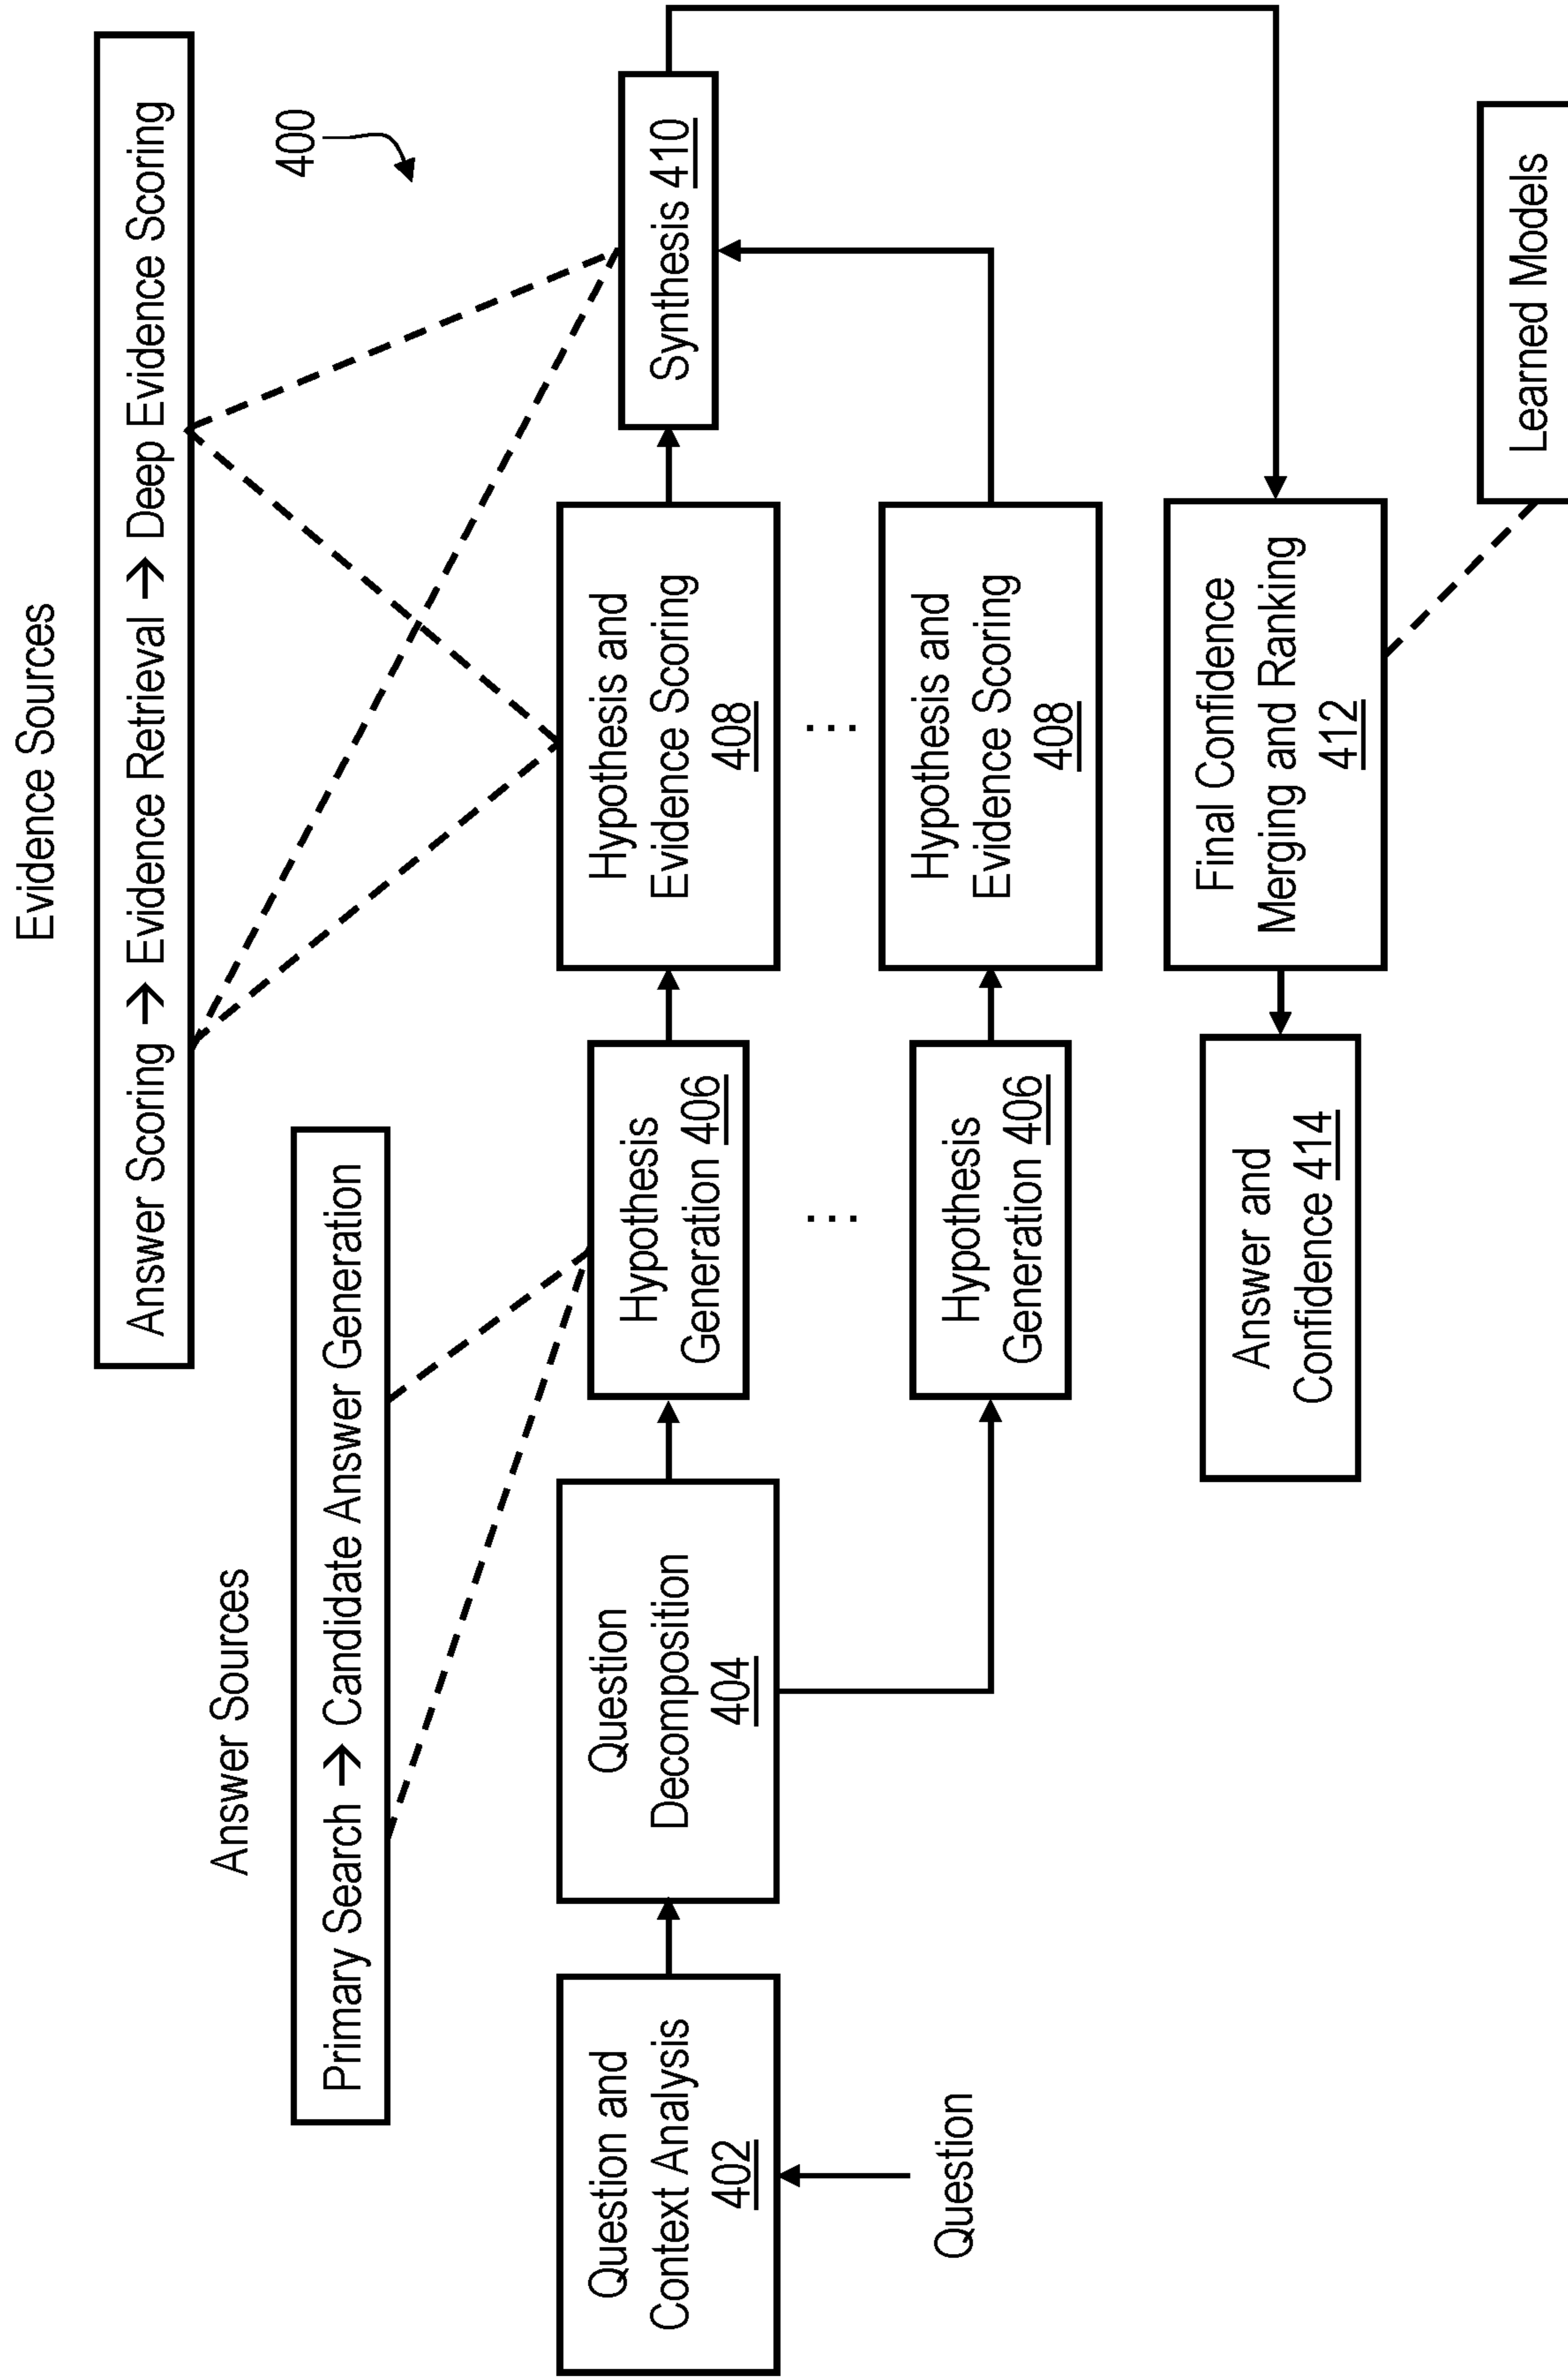 Evidence Sources
Answer Scoring → Evidence Retrieval → Deep Evidence Scoring
400
Answer Sources
Primary Search → Candidate Answer Generation
Question and
Context Analysis
402
Question
Question
Decomposition
404
Hypothesis
Generation 406
Hypothesis and
Evidence Scoring
408
Synthesis 410
...
...
Hypothesis
Generation 406
Hypothesis and
Evidence Scoring
408
Answer and
Confidence 414
Final Confidence
Merging and Ranking
412
Learned Models